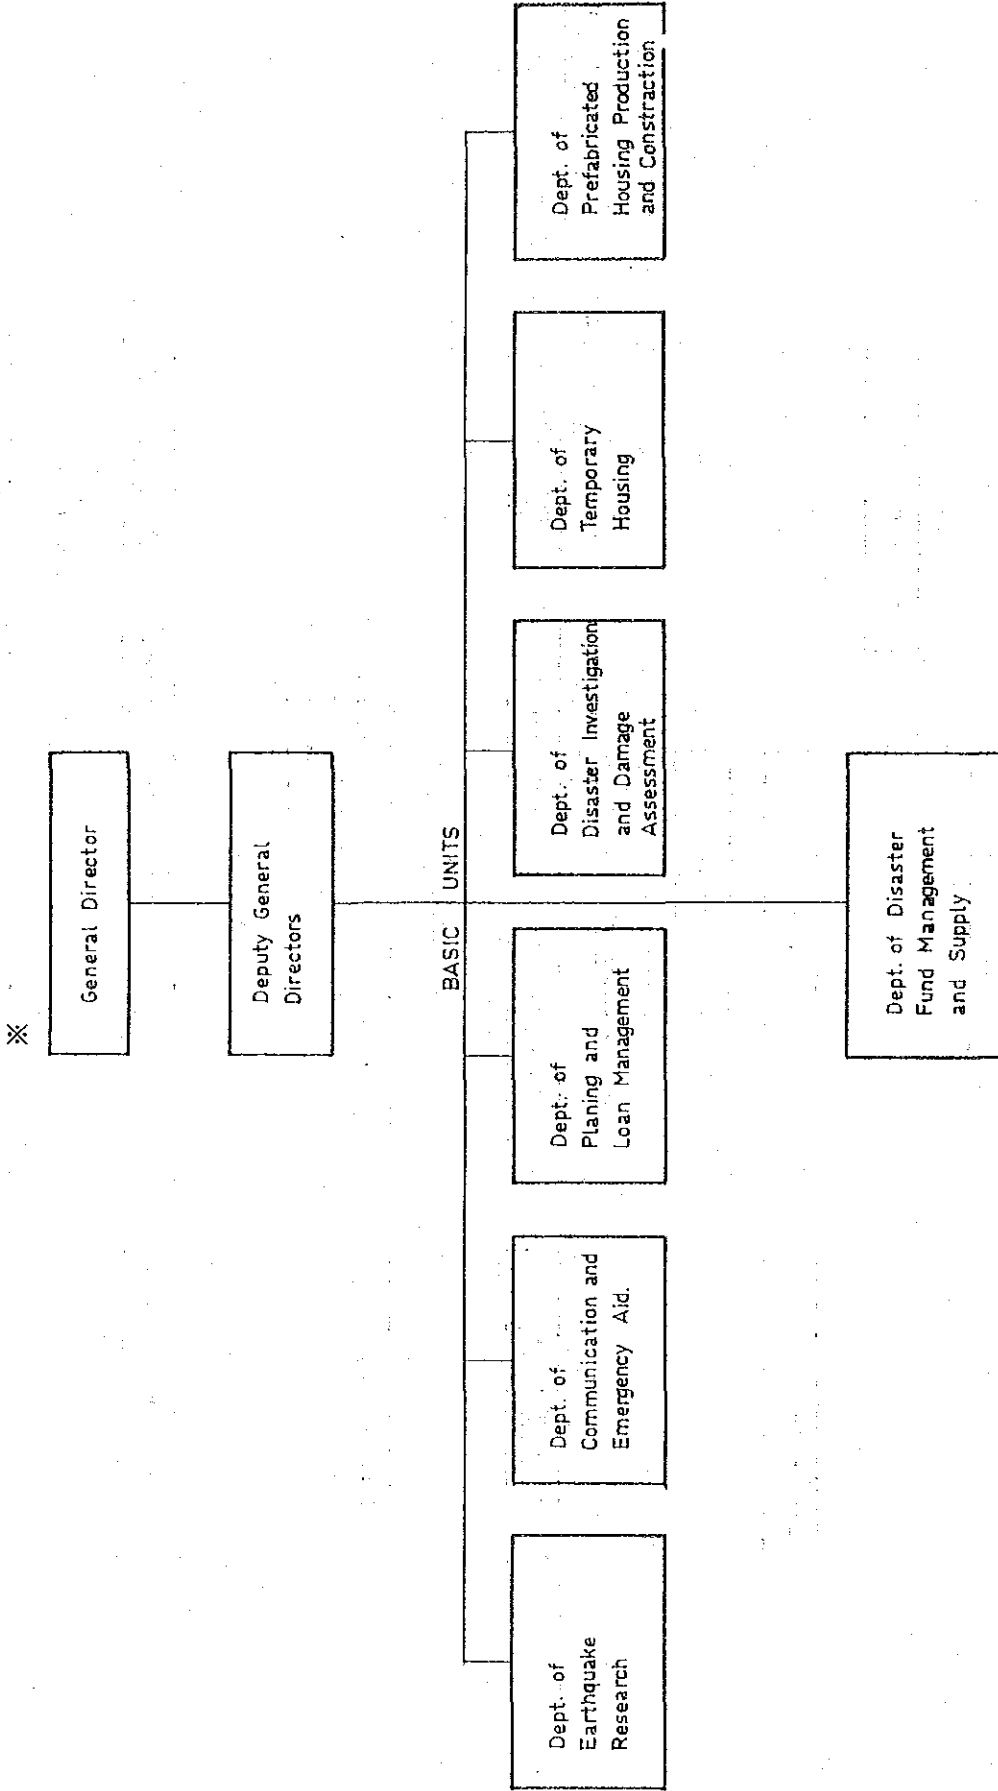 ※
General Director
Deputy General
Directors
BASIC UNITS
Dept. of
Earthquake
Research
Dept. of
Communication and
Emergency Aid.
Dept. of
Planing and
Loan Management
Dept. of
Disaster Investigation
and Damage
Assessment
Dept. of
Temporary
Housing
Dept. of
Prefabricated
Housing Production
and Constraction
Dept. of Disaster
Fund Management
and Supply